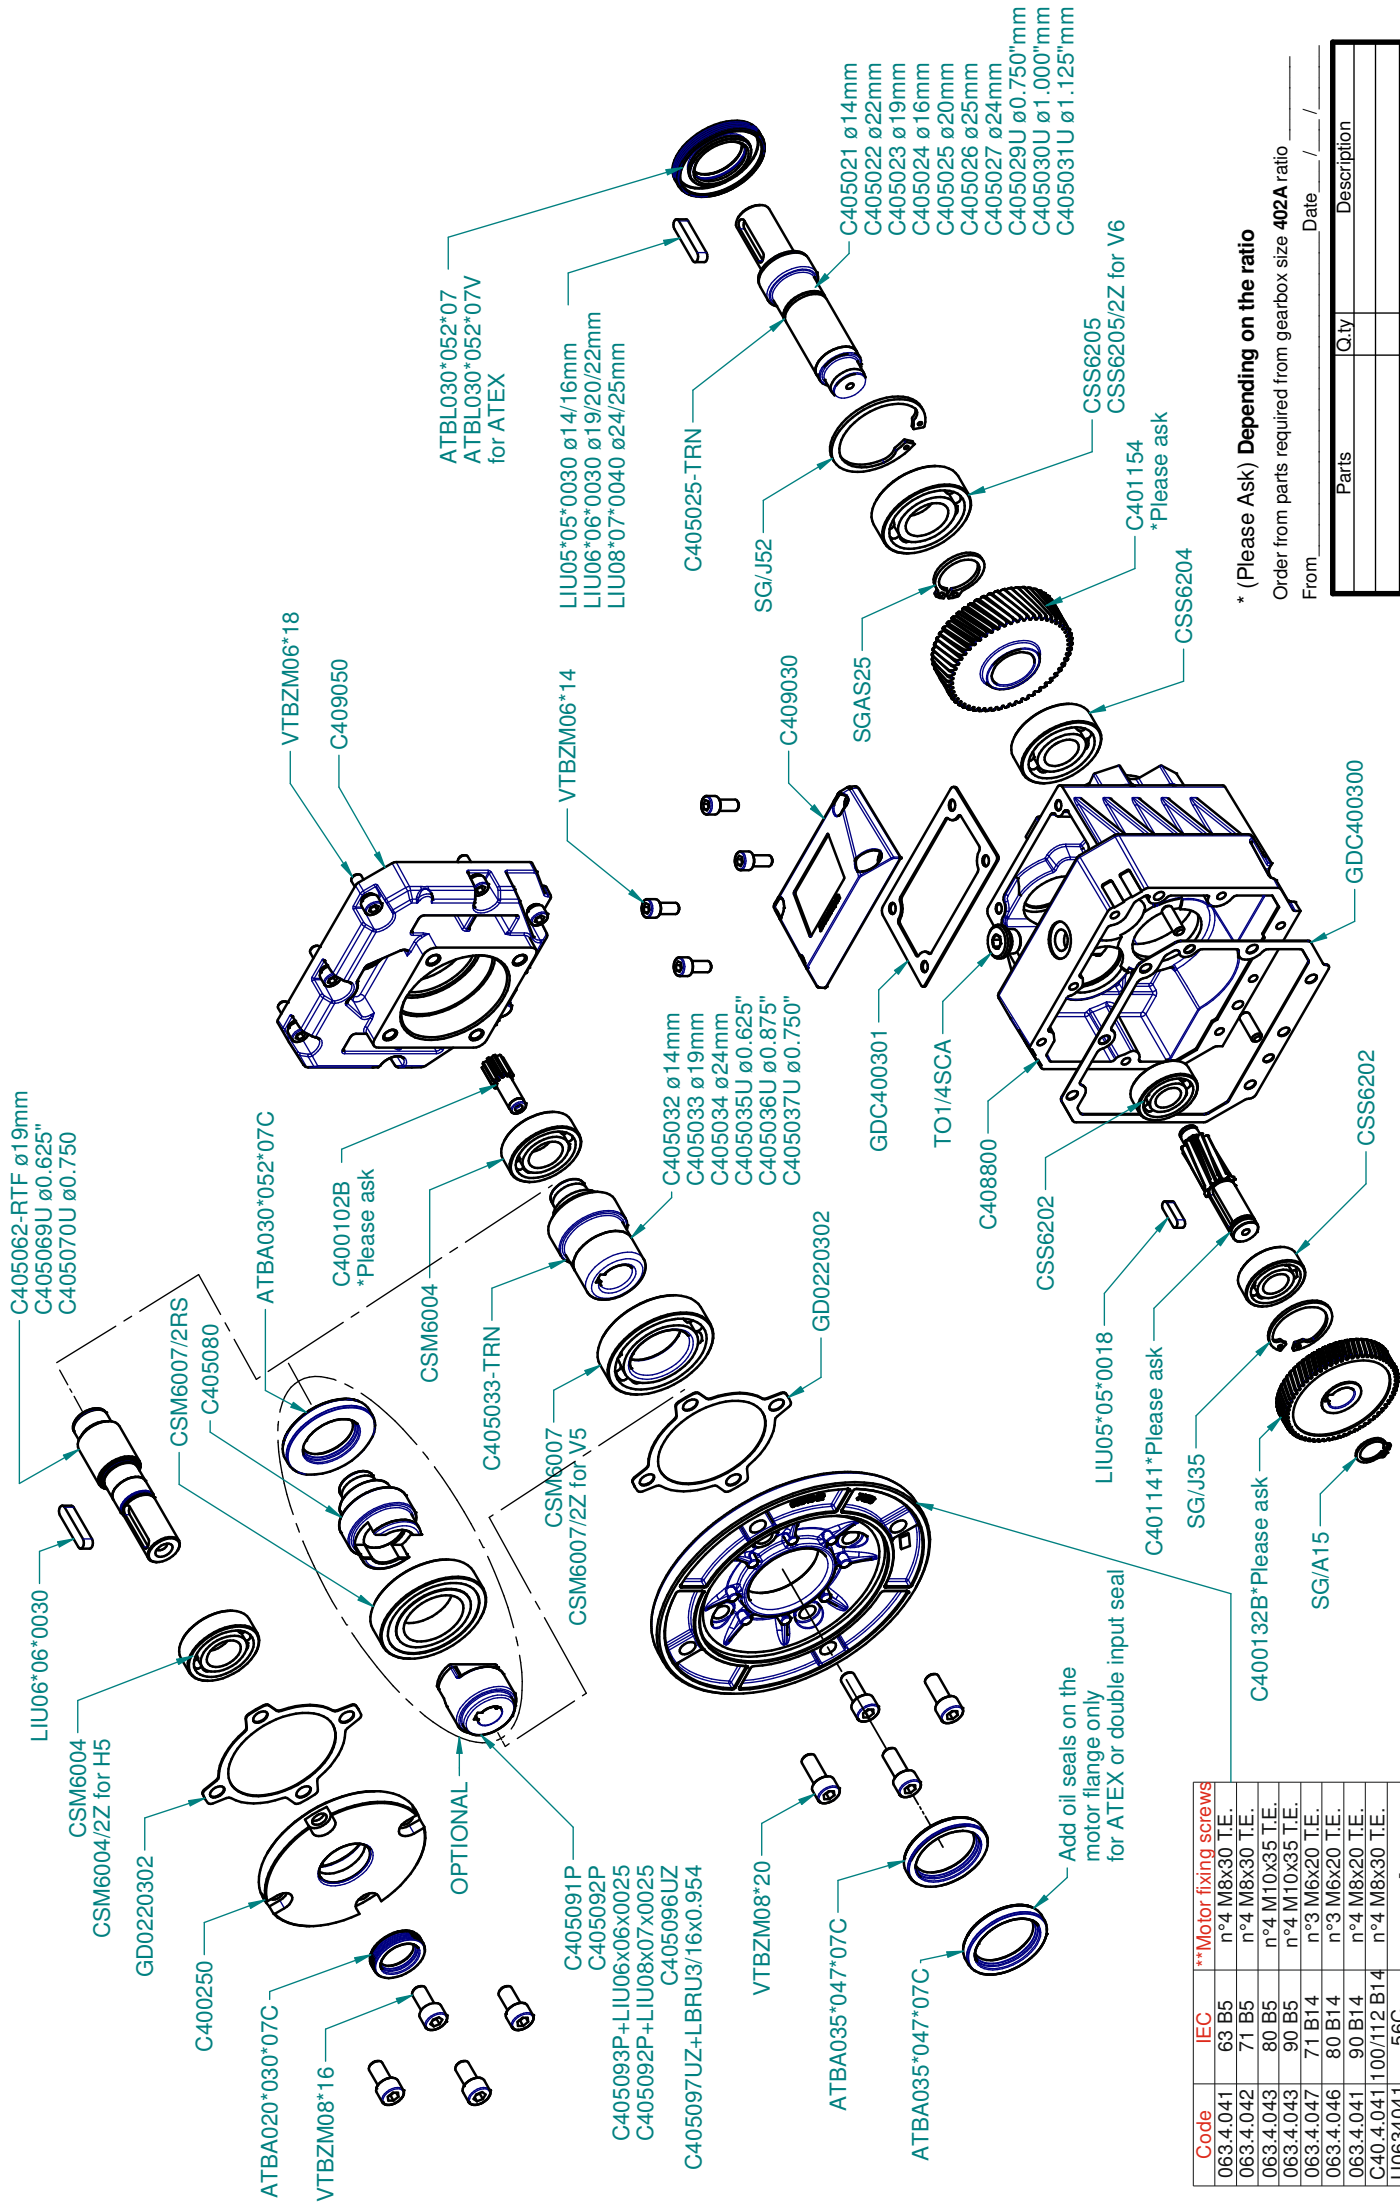 C405062-RTF ø19mm
C405069U ø0.625"
C405070U ø0.750
LIU06*06*0030
CSM6004
CSM6004/2Z for H5
GD0220302
C400250
ATBA020*030*07C
VTBZM08*16
CSM6007/2RS
C405080
ATBA030*052*07C
OPTIONAL
C405091P
C405092P
C405093P+LIU06x06x0025
C405092P+LIU08x07x0025
C405096UZ
C405097UZ+LBRU3/16x0.954
VTBZM06*18
C409050
C400102B
*Please ask
CSM6004
C405033-TRN
C405032 ø14mm
C405033 ø19mm
C405034 ø24mm
C405035U ø0.625"
C405036U ø0.875"
C405037U ø0.750"
CSM6007
CSM6007/2Z for V5
GD0220302
VTBZM08*20
ATBA035*047*07C
ATBA035*047*07C
Add oil seals on the
motor flange only
for ATEX or double input seal
ATBL030*052*07
ATBL030*052*07V
for ATEX
LIU05*05*0030 ø14/16mm
LIU06*06*0030 ø19/20/22mm
LIU08*07*0040 ø24/25mm
C405025-TRN
C405021 ø14mm
C405022 ø22mm
C405023 ø19mm
C405024 ø16mm
C405025 ø20mm
C405026 ø25mm
C405027 ø24mm
C405029U ø0.750"mm
C405030U ø1.000"mm
C405031U ø1.125"mm
SG/J52
CSS6205
CSS6205/2Z for V6
SGAS25
C401154
*Please ask
CSS6204
VTBZM06*14
C409030
GDC400301
TO1/4SCA
C408800
GDC400300
CSS6202
LIU05*05*0018
C401141*Please ask
CSS6202
SG/J35
C400132B*Please ask
SG/A15
* (Please Ask) Depending on the ratio
Order from parts required from gearbox size 402A ratio
From Date / /
Parts Q.ty Description
Code IEC **Motor fixing screws
063.4.041 63 B5 n°4 M8x30 T.E.
063.4.042 71 B5 n°4 M8x30 T.E.
063.4.043 80 B5 n°4 M10x35 T.E.
063.4.043 90 B5 n°4 M10x35 T.E.
063.4.047 71 B14 n°3 M6x20 T.E.
063.4.046 80 B14 n°3 M6x20 T.E.
063.4.041 90 B14 n°4 M8x20 T.E.
C40.4.041 100/112 B14 n°4 M8x30 T.E.
U0634041 56C